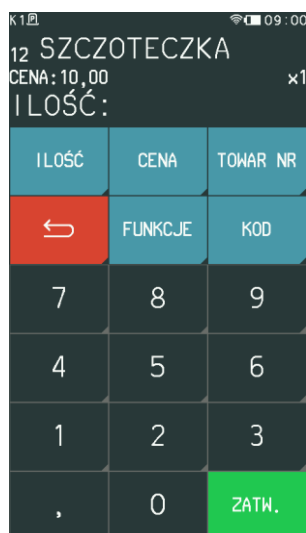 K1 09:00
12 SZCZOTECZKA
CENA:10,00 x1
ILOŚĆ:
ILOŚĆ CENA TOWAR NR
FUNKCJE KOD
7 8 9
4 5 6
1 2 3
, 0 ZATW.